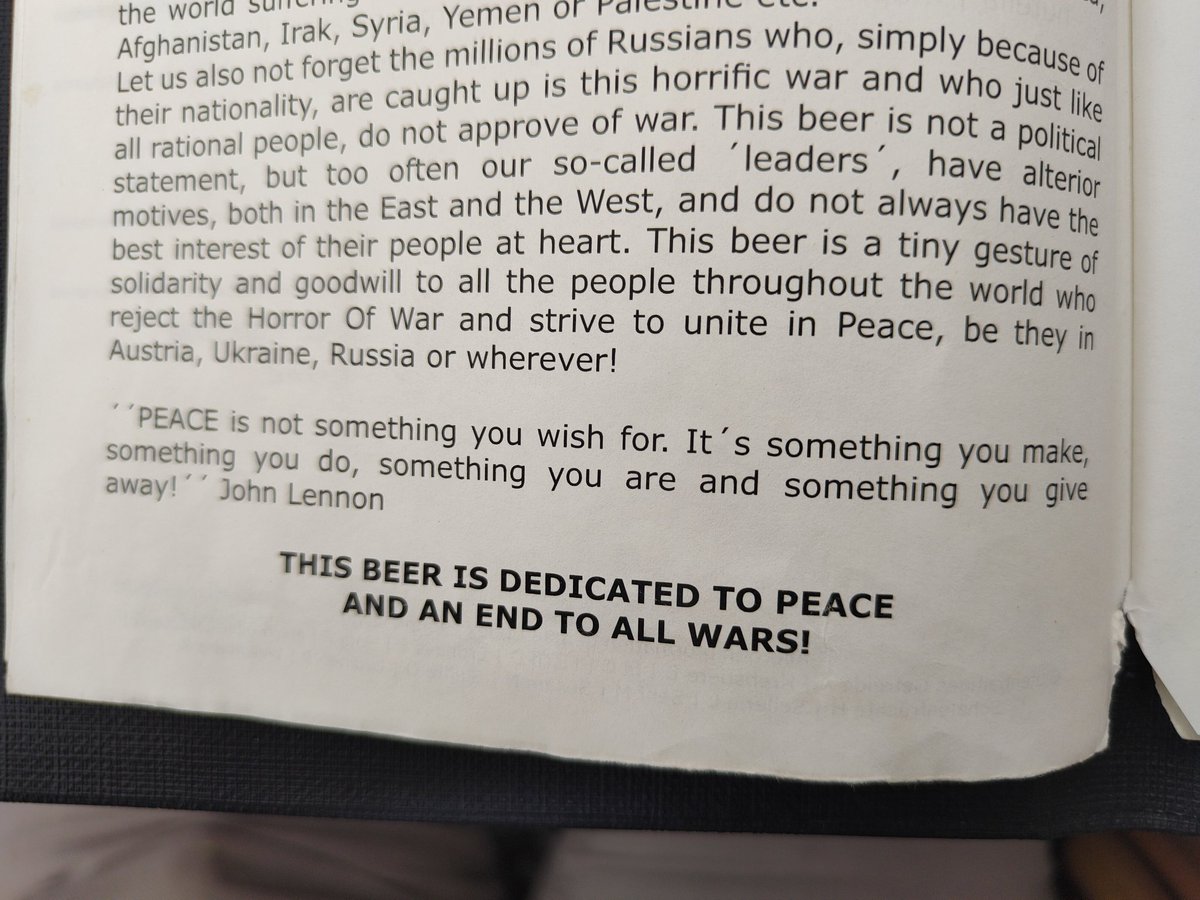 the world suffering
Afghanistan, Irak, Syria, Yemen or Palestine etc.
Let us also not forget the millions of Russians who, simply because of
their nationality, are caught up is this horrific war and who just like
all rational people, do not approve of war. This beer is not a political
statement, but too often our so-called ´leaders´, have alterior
motives, both in the East and the West, and do not always have the
best interest of their people at heart. This beer is a tiny gesture of
solidarity and goodwill to all the people throughout the world who
reject the Horror Of War and strive to unite in Peace, be they in
Austria, Ukraine, Russia or wherever!
´´PEACE is not something you wish for. It´s something you make,
something you do, something you are and something you give
away!´´ John Lennon
THIS BEER IS DEDICATED TO PEACE
AND AN END TO ALL WARS!